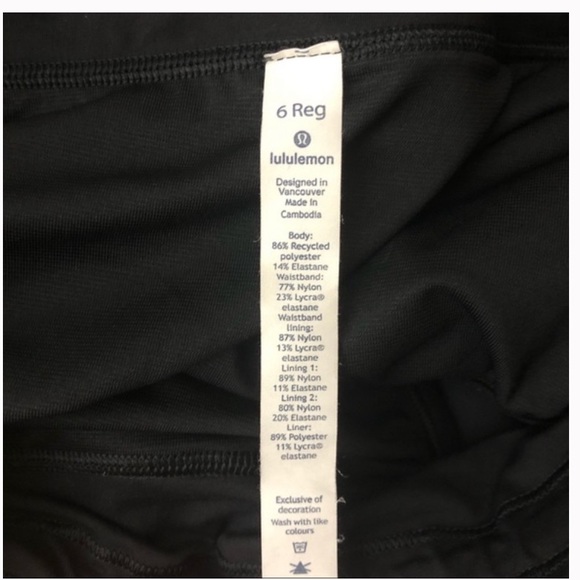 6 Reg
lululemon
Designed in
Vancouver
Made in
Cambodia
Body:
86% Recycled
polyester
14% Elastane
Waistband:
77% Nylon
23% Lycra®
elastane
Waistband
lining:
87% Nylon
13% Lycra®
elastane
Lining 1:
89% Nylon
11% Elastane
Lining 2:
80% Nylon
20% Elastane
Liner:
89% Polyester
11% Lycra®
elastane
Exclusive of
decoration
Wash with like
colours